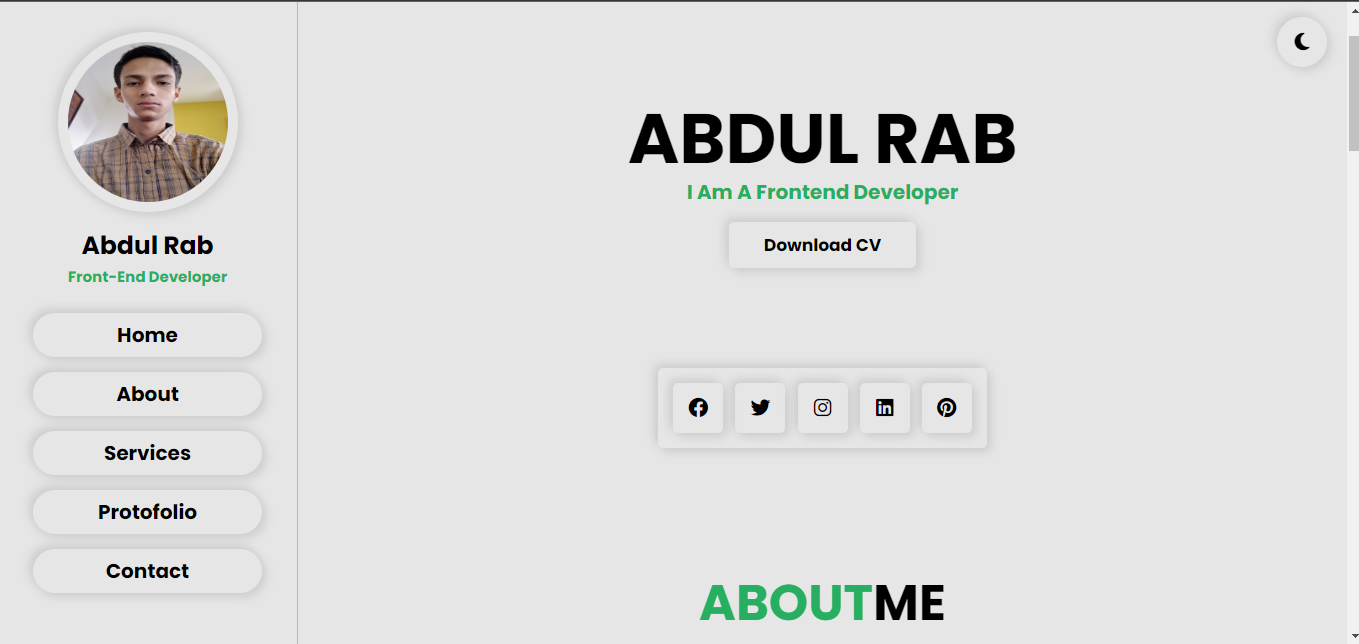 Abdul Rab
Front-End Developer
Home
About
Services
Protofolio
Contact
ABDUL RAB
I Am A Frontend Developer
Download CV
ABOUTME